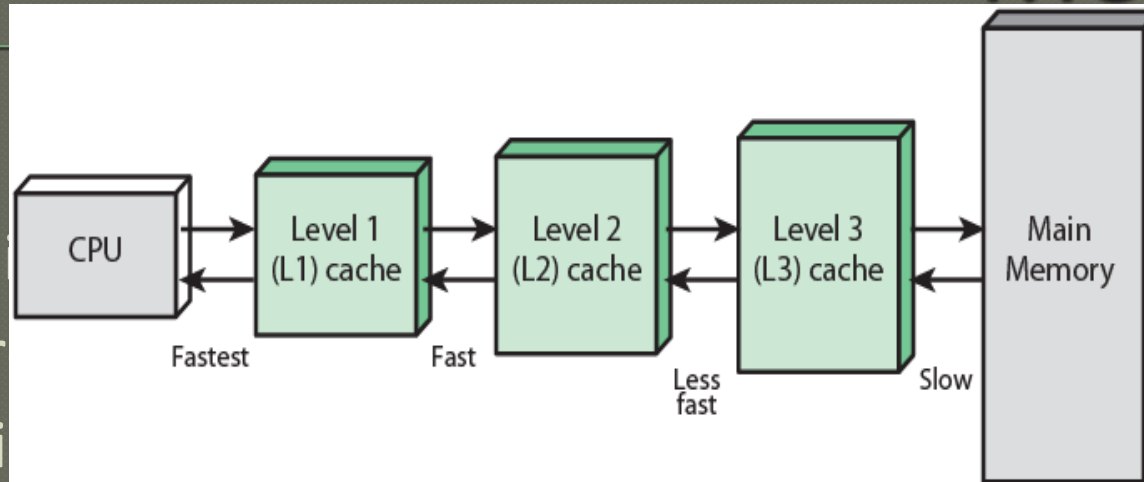 CPU
Level 1
(L1) cache
Level 2
(L2) cache
Level 3
(L3) cache
Main
Memory
Fastest
Fast
Less
fast
Slow